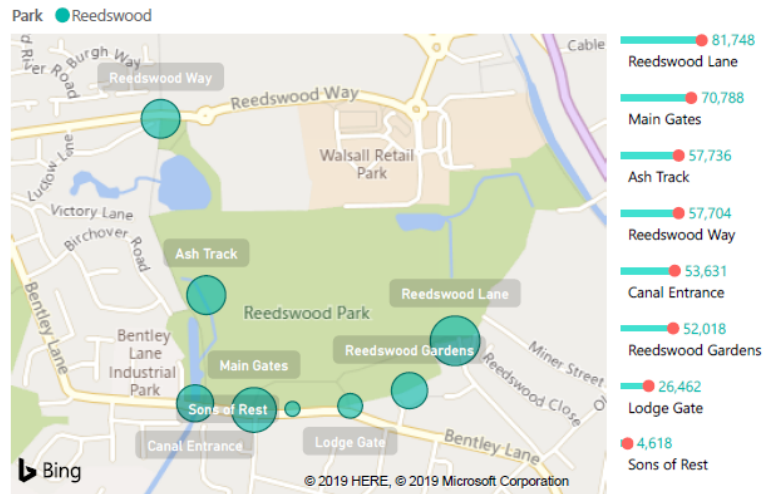 Park Reedswood
Burgh Way
River Road
Cable
Reedswood Way
Reedswood Way
Ludlow Lane
Walsall Retail
Park
Victory Lane
Birchover Road
Ash Track
Reedswood Lane
Reedswood Park
Bentley Lane
Bentley
Lane
Industrial
Park
Main Gates
Reedswood Gardens
Miner Street
Reedswood Close
Sons of Rest
Canal Entrance
Lodge Gate
Bentley Lane
Bing
© 2019 HERE, © 2019 Microsoft Corporation
81,748
Reedswood Lane
70,788
Main Gates
57,736
Ash Track
57,704
Reedswood Way
53,631
Canal Entrance
52,018
Reedswood Gardens
26,462
Lodge Gate
4,618
Sons of Rest